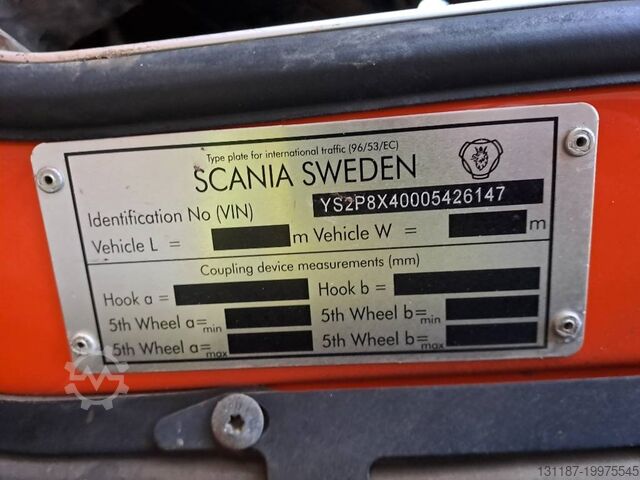 Type plate for international traffic (96/53/EC)
SCANIA SWEDEN
Identification No (VIN) YS2P8X40005426147
Vehicle L = m Vehicle W = m
Coupling device measurements (mm)
Hook a = Hook b =
5th Wheel a= min 5th Wheel b= min
5th Wheel a= max 5th Wheel b= max
131187-19975545